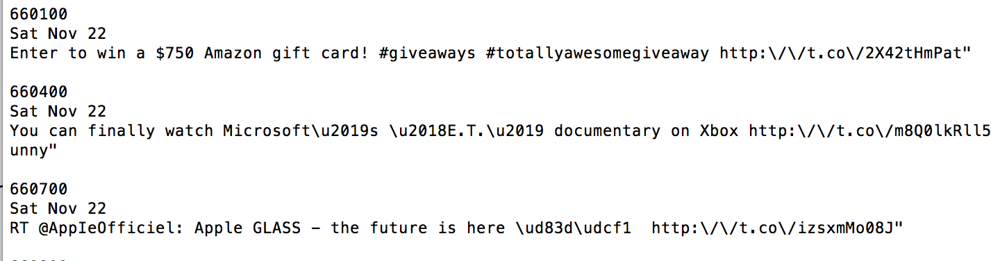 660100
Sat Nov 22
Enter to win a $750 Amazon gift card! #giveaways #totallyawesomegiveaway http:\/\/t.co\/2X42tHmPat"
660400
Sat Nov 22
You can finally watch Microsoft\u2019s \u2018E.T.\u2019 documentary on Xbox http:\/\/t.co\/m8Q0lkRll5
unny"
660700
Sat Nov 22
RT @AppIeOfficiel: Apple GLASS – the future is here \ud83d\udcf1  http:\/\/t.co\/izsxmMo08J"